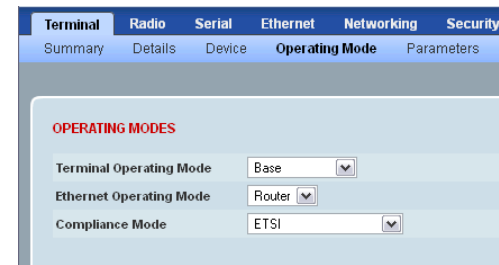 Terminal Radio Serial Ethernet Networking Security
Summary Details Device Operating Mode Parameters
OPERATING MODES
Terminal Operating Mode Base
Ethernet Operating Mode Router
Compliance Mode ETSI